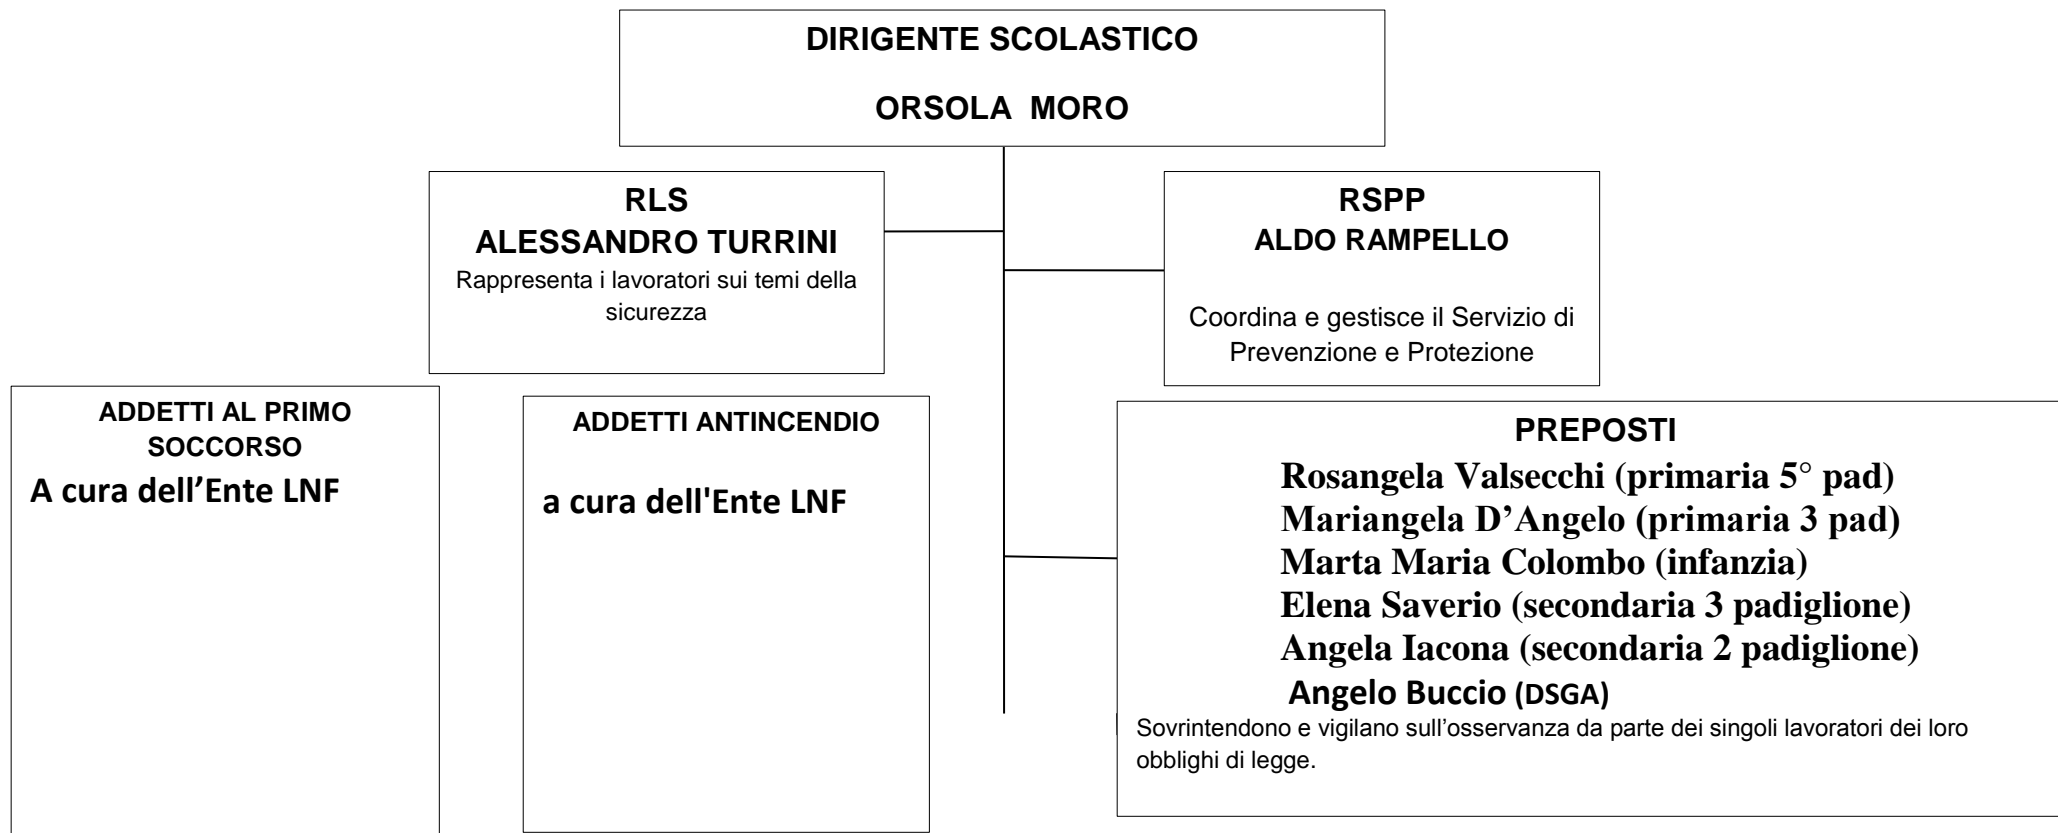 DIRIGENTE SCOLASTICO
ORSOLA MORO
RLS
ALESSANDRO TURRINI
Rappresenta i lavoratori sui temi della
sicurezza
RSPP
ALDO RAMPELLO
Coordina e gestisce il Servizio di
Prevenzione e Protezione
ADDETTI AL PRIMO
SOCCORSO
A cura dell’Ente LNF
ADDETTI ANTINCENDIO
a cura dell'Ente LNF
PREPOSTI
Rosangela Valsecchi (primaria 5° pad)
Mariangela D’Angelo (primaria 3 pad)
Marta Maria Colombo (infanzia)
Elena Saverio (secondaria 3 padiglione)
Angela Iacona (secondaria 2 padiglione)
Angelo Buccio (DSGA)
Sovrintendono e vigilano sull’osservanza da parte dei singoli lavoratori dei loro
obblighi di legge.